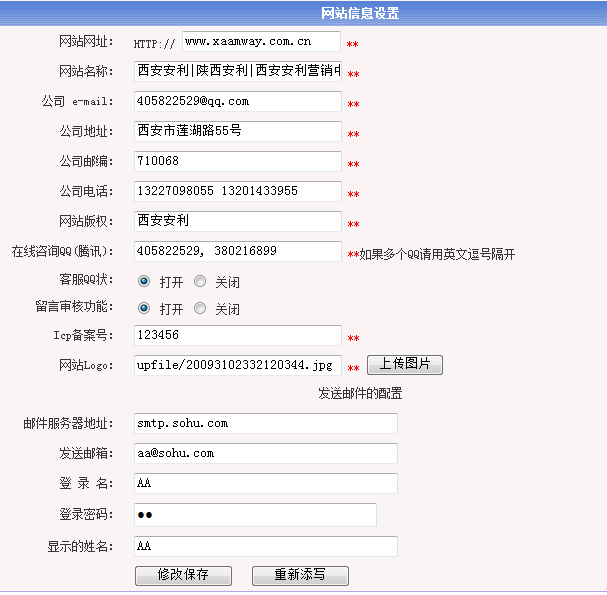 网站信息设置
网站网址: HTTP:// www.xaamway.com.cn **
网站名称: 西安安利|陕西安利|西安安利营销中 **
公司 e-mail: 405822529@qq.com **
公司地址: 西安市莲湖路55号 **
公司邮编: 710068 **
公司电话: 13227098055 13201433955 **
网站版权: 西安安利 **
在线咨询QQ(腾讯): 405822529, 380216899 **如果多个QQ请用英文逗号隔开
客服QQ状: 打开 关闭
留言审核功能: 打开 关闭
Icp备案号: 123456 **
网站Logo: upfile/20093102332120344.jpg ** 上传图片
发送邮件的配置
邮件服务器地址: smtp.sohu.com
发送邮箱: aa@sohu.com
登 录 名: AA
登录密码: ●●
显示的姓名: AA
修改保存 重新添写